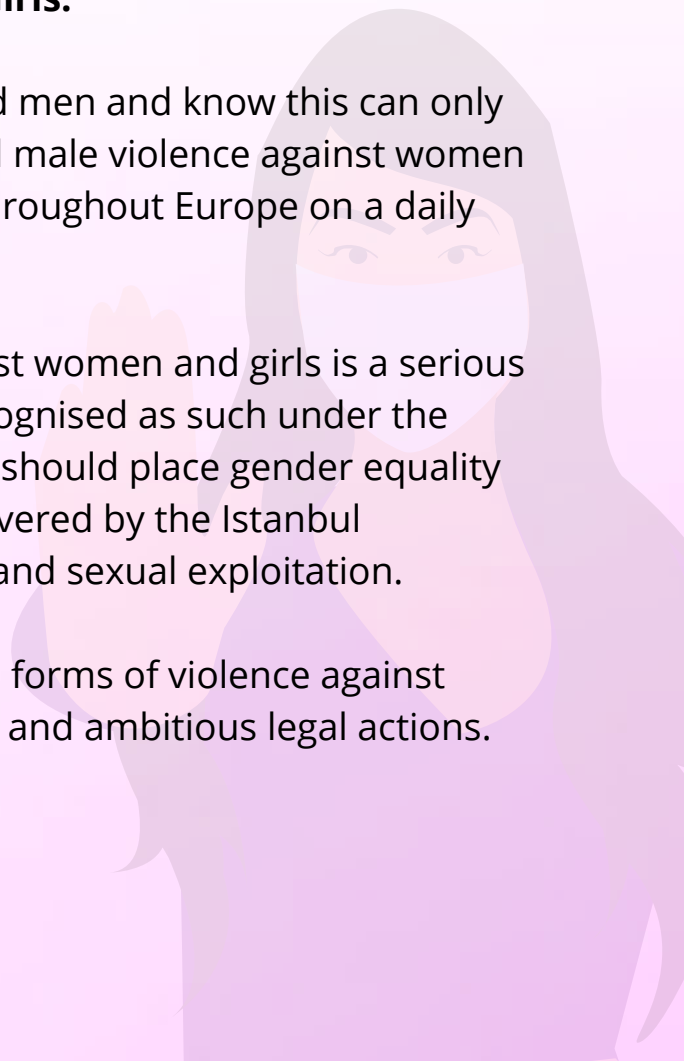 d men and know this can only
male violence against women
roughout Europe on a daily
st women and girls is a serious
ognised as such under the
should place gender equality
vered by the Istanbul
and sexual exploitation.
forms of violence against
and ambitious legal actions.